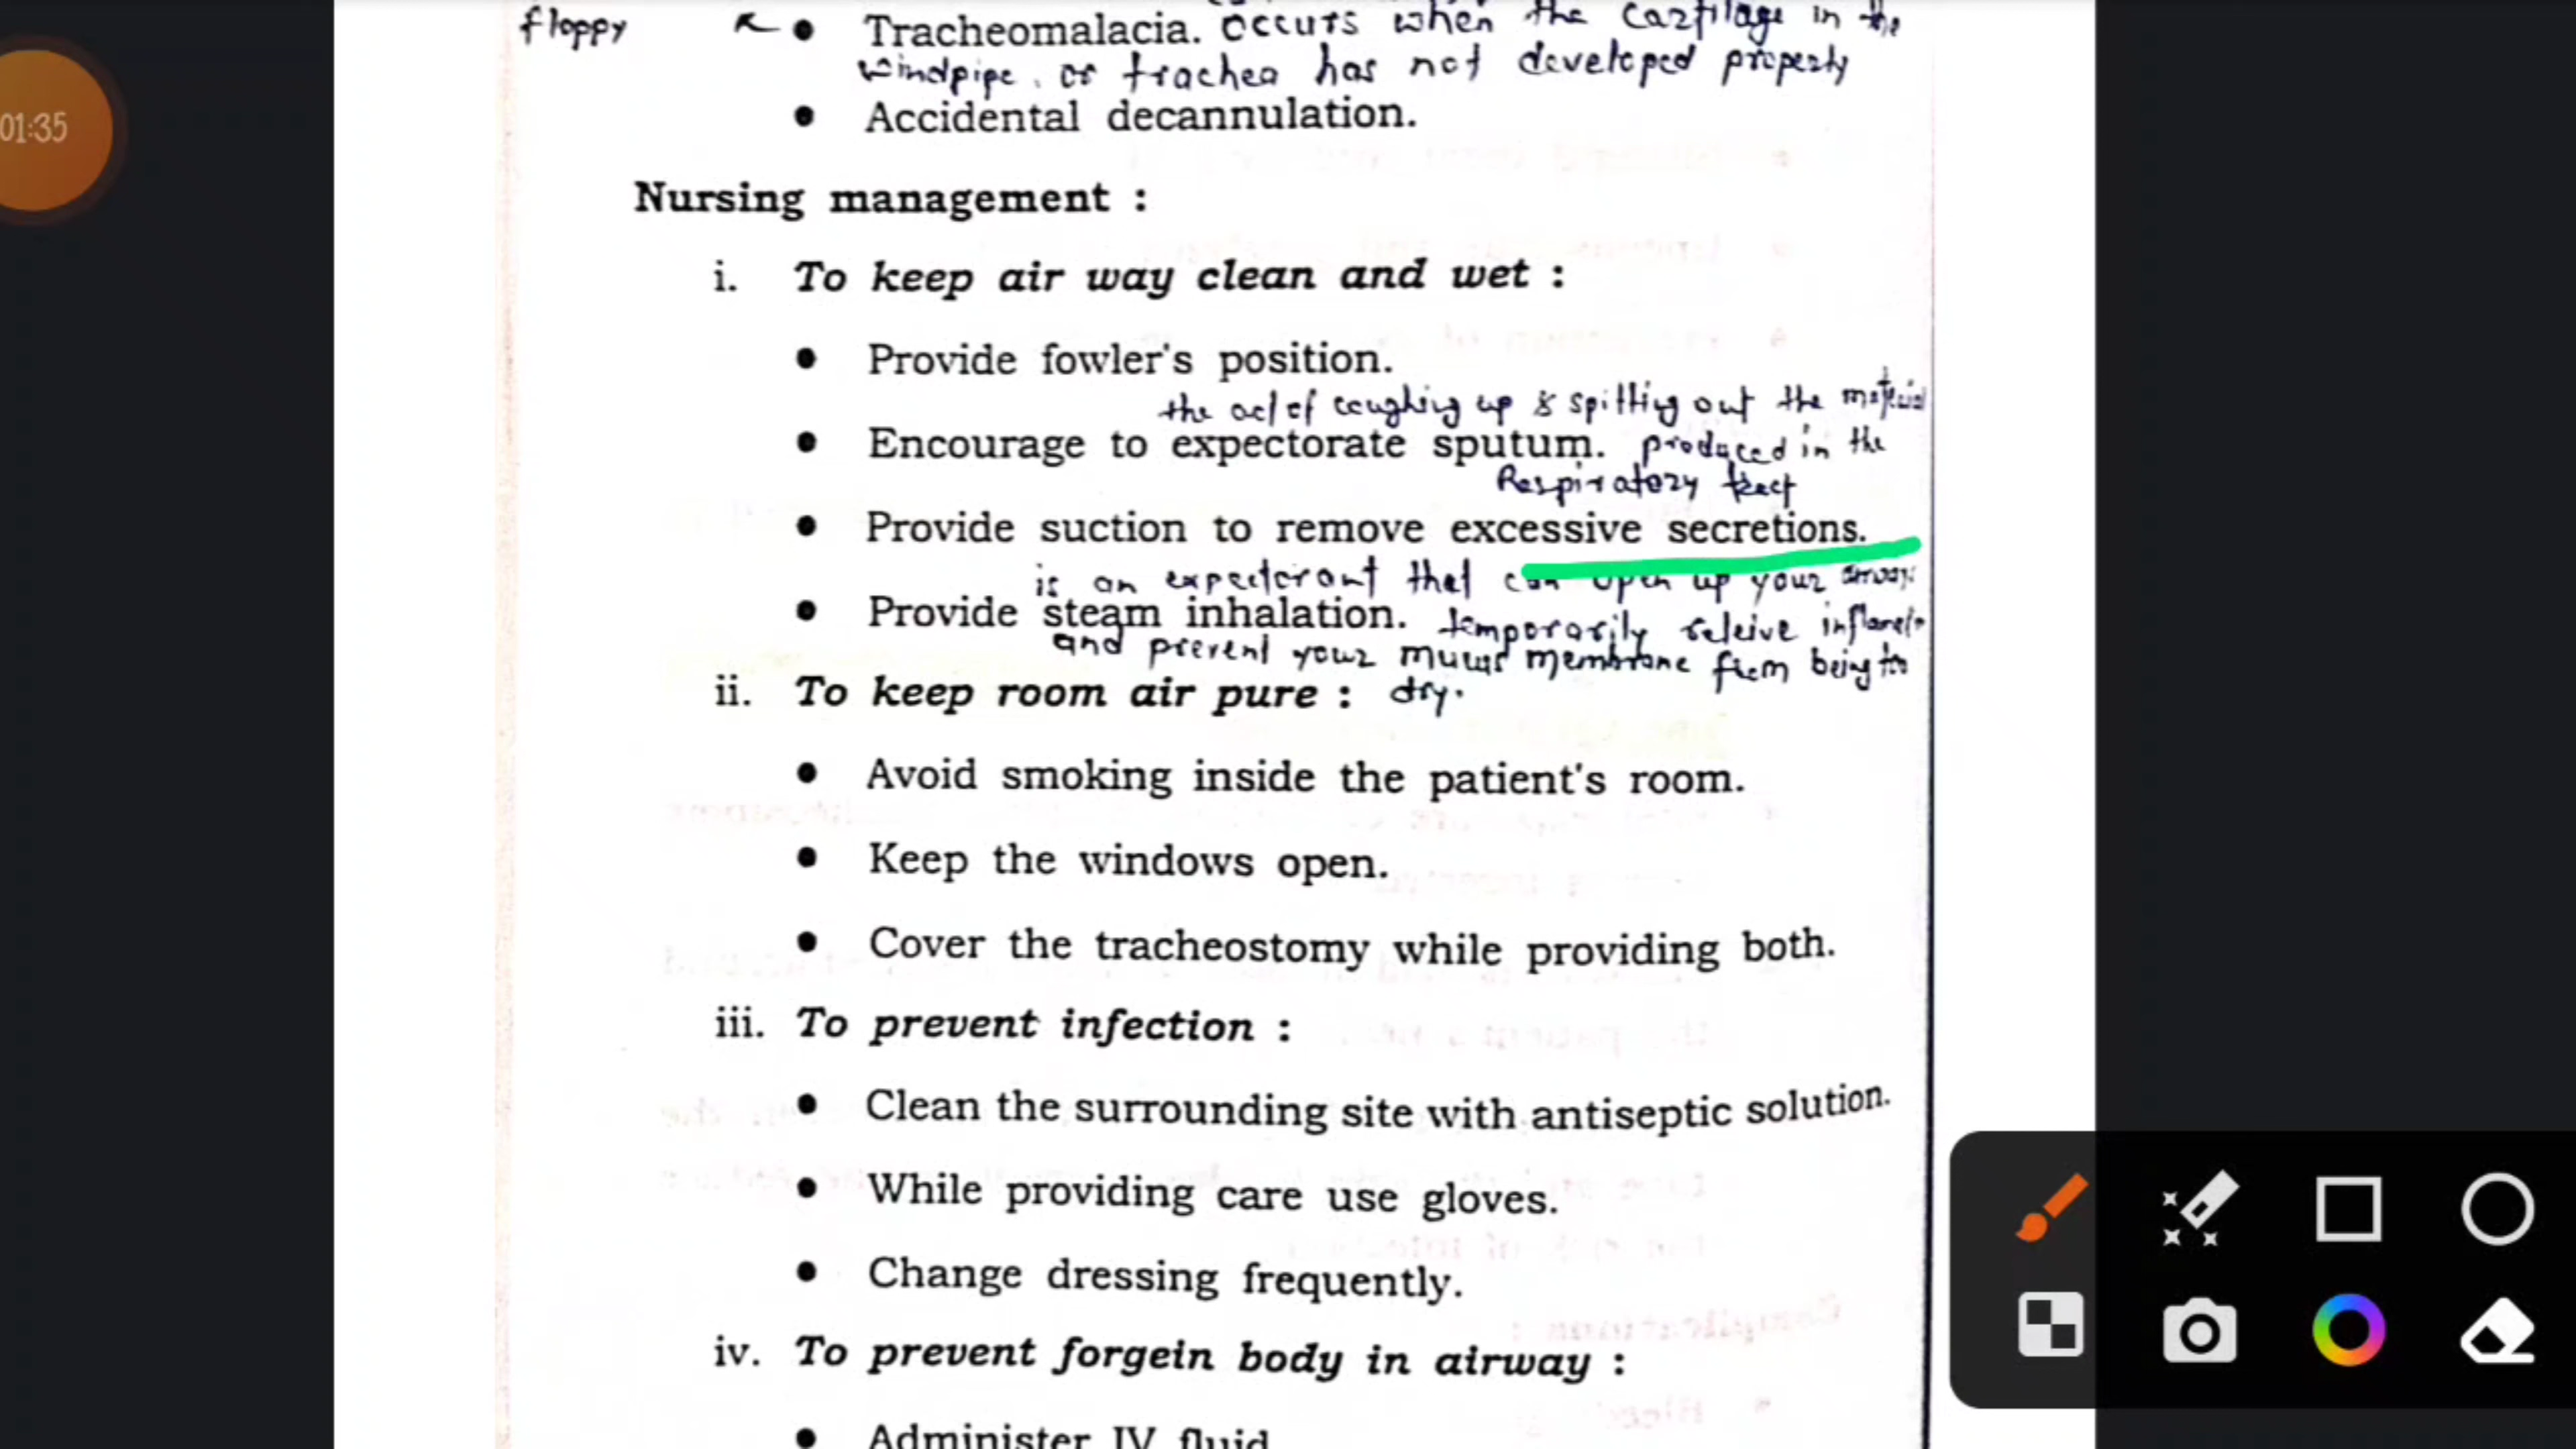 floppy
Tracheomalacia. occurs when the cartilage in the
windpipe. or trachea has not developed properly
01:35
• Accidental decannulation.
Nursing management :
i. To keep air way clean and wet :
• Provide fowler's position.
the act of coughing up & spitting out the material
• Encourage to expectorate sputum. produced in the
Respiratory tract
• Provide suction to remove excessive secretions.
is an expectorant that can open up your airway
• Provide steam inhalation. temporarily releive
and prevent your mucus membrane from being too
ii. To keep room air pure : dry.
• Avoid smoking inside the patient's room.
• Keep the windows open.
• Cover the tracheostomy while providing both.
iii. To prevent infection :
• Clean the surrounding site with antiseptic solution.
• While providing care use gloves.
• Change dressing frequently.
iv. To prevent forgein body in airway :
• Administer IV fluid